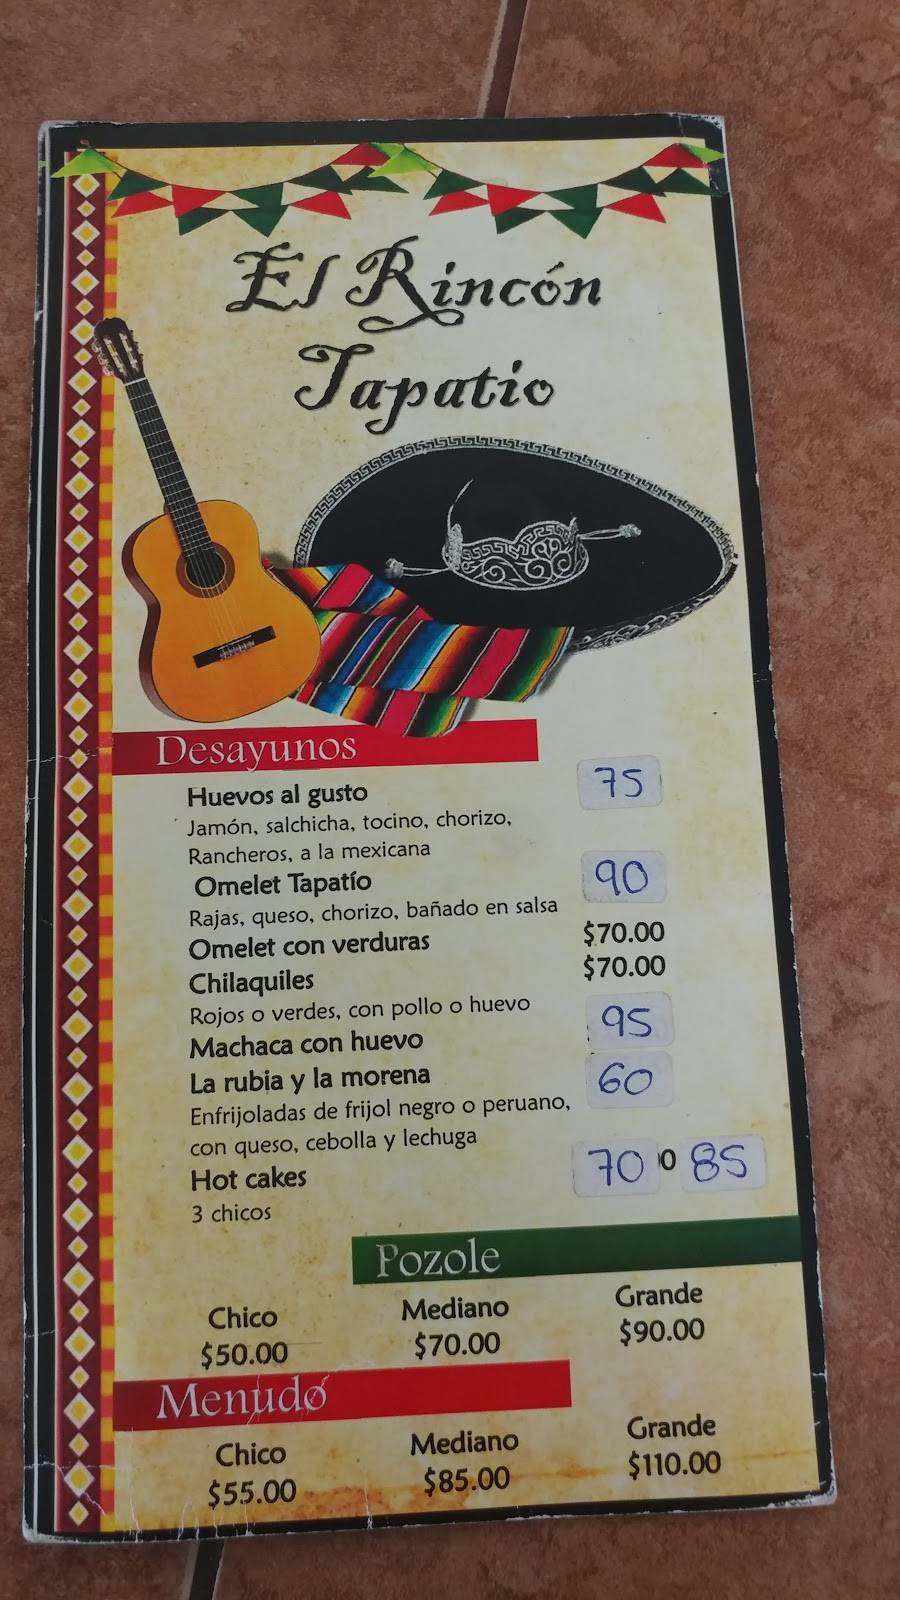 El Rincón
Tapatio
Desayunos
Huevos al gusto 75
Jamón, salchicha, tocino, chorizo,
Rancheros, a la mexicana
Omelet Tapatío 90
Rajas, queso, chorizo, bañado en salsa
Omelet con verduras $70.00
Chilaquiles $70.00
Rojos o verdes, con pollo o huevo
Machaca con huevo 95
La rubia y la morena 60
Enfrijoladas de frijol negro o peruano,
con queso, cebolla y lechuga
Hot cakes 70 0 85
3 chicos
Pozole
Chico Mediano Grande
$50.00 $70.00 $90.00
Menudo
Chico Mediano Grande
$55.00 $85.00 $110.00